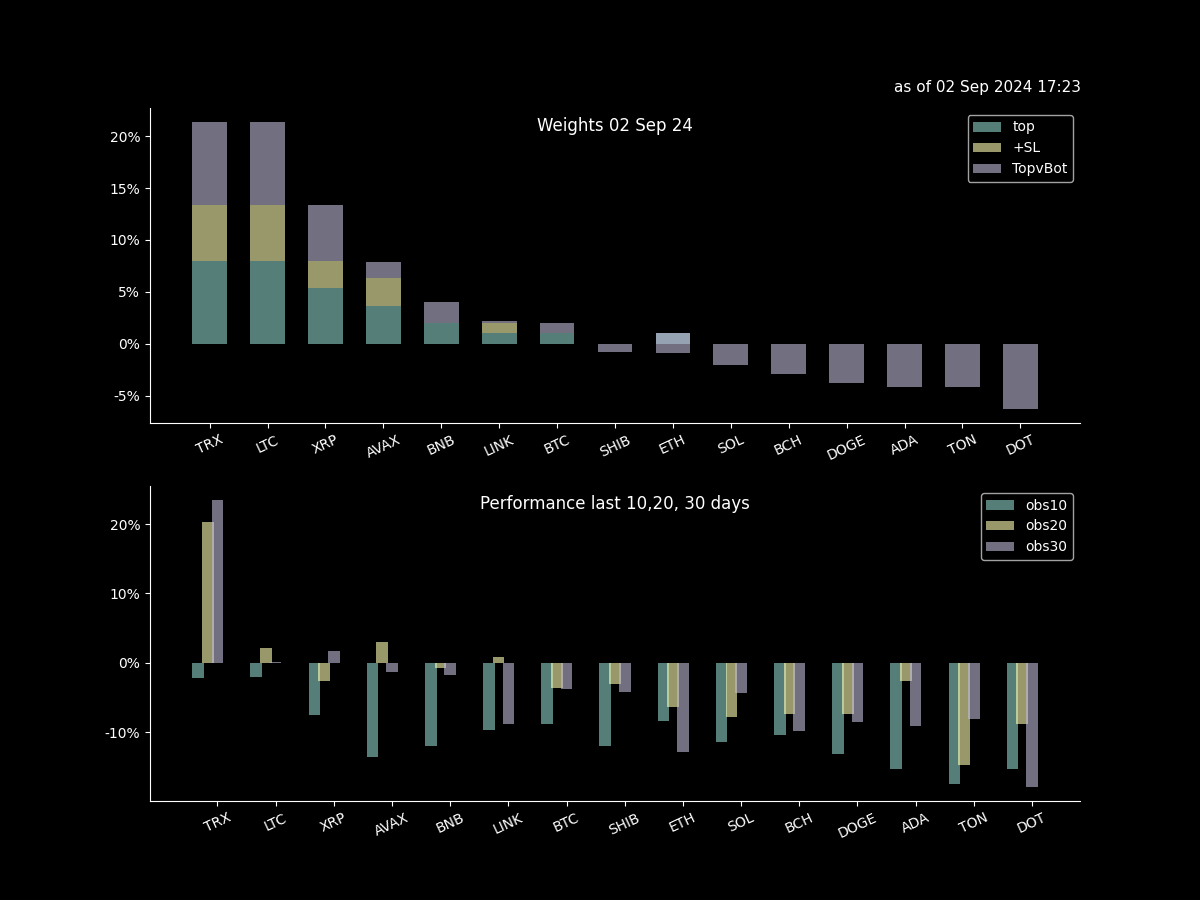 as of 02 Sep 2024 17:23
Weights 02 Sep 24
top
+SL
TopvBot
20%
15%
10%
5%
0%
-5%
TRX LTC XRP AVAX BNB LINK BTC SHIB ETH SOL BCH DOGE ADA TON DOT
Performance last 10,20, 30 days
obs10
obs20
obs30
20%
10%
0%
-10%
TRX LTC XRP AVAX BNB LINK BTC SHIB ETH SOL BCH DOGE ADA TON DOT